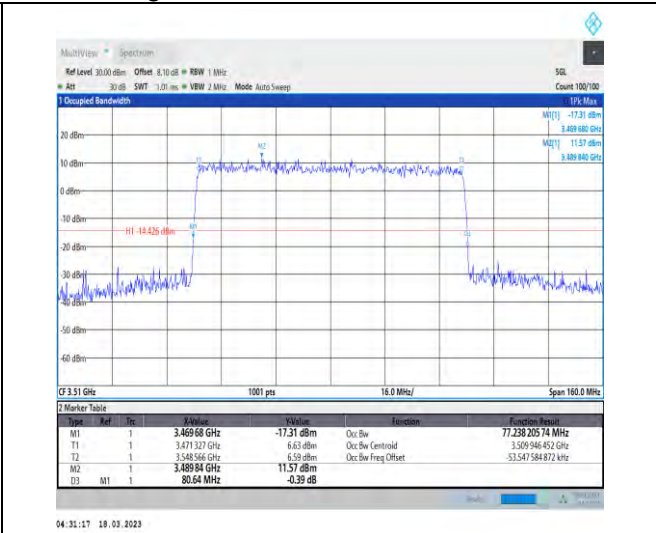 MultiView Spectrum
Ref Level 30.00 dBm Offset 8.10 dB RBW 1 MHz SGL
Att 30 dB SWT 1.01 ms VBW 2 MHz Mode Auto Sweep Count 100/100
1 Occupied Bandwidth 1Pk Max
M1[1] -17.31 dBm
3.469 680 GHz
M2[1] 11.57 dBm
3.489 840 GHz
20 dBm
M2
10 dBm
0 dBm
-10 dBm
H1 -14.426 dBm M1
-20 dBm
-30 dBm
-40 dBm
-50 dBm
-60 dBm
CF 3.51 GHz 1001 pts 16.0 MHz/ Span 160.0 MHz
2 Marker Table
Type Ref Trc X-Value Y-Value Function Function Result
M1 1 3.469 68 GHz -17.31 dBm Occ Bw 77.238 205 74 MHz
T1 1 3.471 327 GHz 6.63 dBm Occ Bw Centroid 3.509 946 452 GHz
T2 1 3.548 566 GHz 6.59 dBm Occ Bw Freq Offset -53.547 584 872 kHz
M2 1 3.489 84 GHz 11.57 dBm
D3 M1 1 80.64 MHz -0.39 dB
04:31:17 18.03.2023